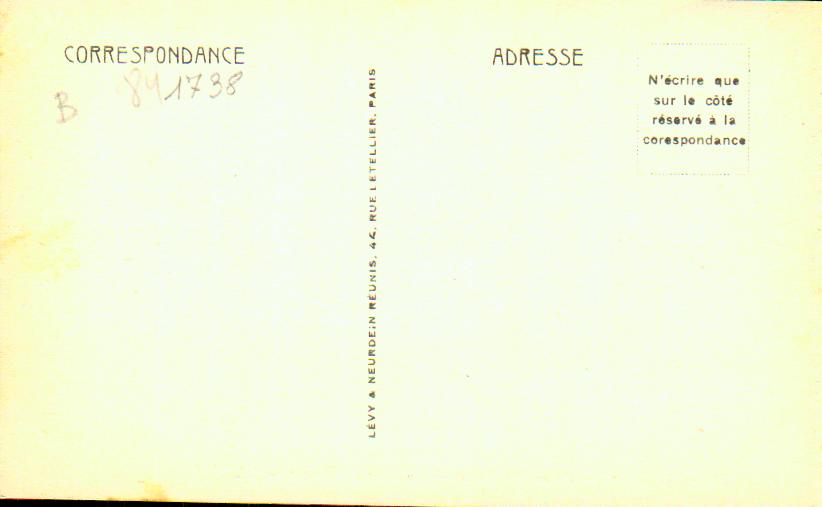 CORRESPONDANCE
B 841738
LÉVY & NEURDEIN RÉUNIS, 44, RUE LETELLIER, PARIS
ADRESSE
N'écrire que
sur le côté
réservé à la
corespondance